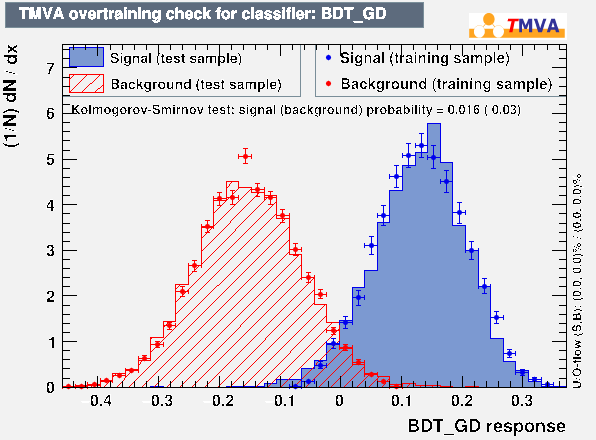 TMVA overtraining check for classifier: BDT_GD
TMVA
Signal (test sample)
Background (test sample)
Signal (training sample)
Background (training sample)
Kolmogorov-Smirnov test: signal (background) probability = 0.016 ( 0.03)
(1/N) dN / dx
7
6
5
4
3
2
1
0
-0.4 -0.3 -0.2 -0.1 0 0.1 0.2 0.3
BDT_GD response
U/O-flow (S,B): (0.0, 0.0)% / (0.0, 0.0)%